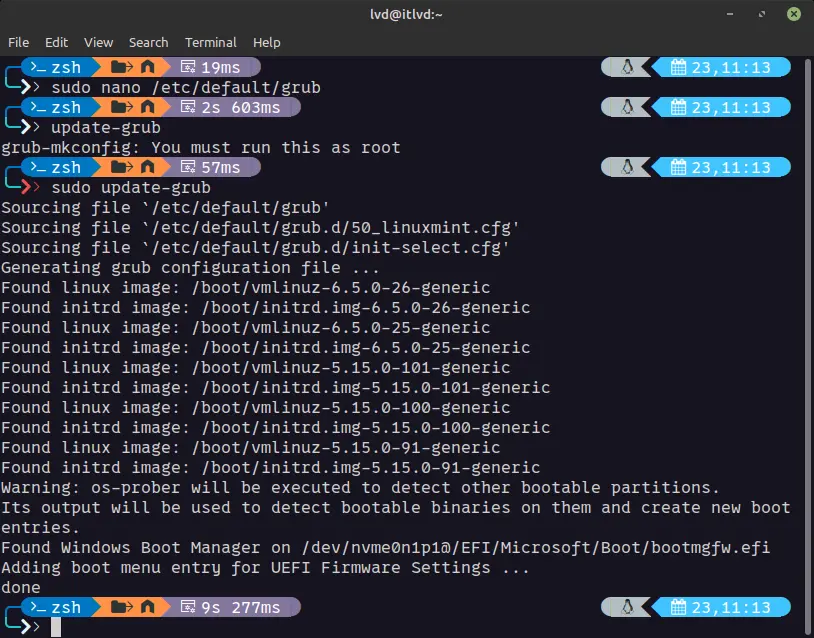 lvd@itlvd:~
File Edit View Search Terminal Help
>_ zsh 19ms 23,11:13
sudo nano /etc/default/grub
>_ zsh 2s 603ms 23,11:13
update-grub
grub-mkconfig: You must run this as root
>_ zsh 57ms 23,11:13
sudo update-grub
Sourcing file `/etc/default/grub'
Sourcing file `/etc/default/grub.d/50_linuxmint.cfg'
Sourcing file `/etc/default/grub.d/init-select.cfg'
Generating grub configuration file ...
Found linux image: /boot/vmlinuz-6.5.0-26-generic
Found initrd image: /boot/initrd.img-6.5.0-26-generic
Found linux image: /boot/vmlinuz-6.5.0-25-generic
Found initrd image: /boot/initrd.img-6.5.0-25-generic
Found linux image: /boot/vmlinuz-5.15.0-101-generic
Found initrd image: /boot/initrd.img-5.15.0-101-generic
Found linux image: /boot/vmlinuz-5.15.0-100-generic
Found initrd image: /boot/initrd.img-5.15.0-100-generic
Found linux image: /boot/vmlinuz-5.15.0-91-generic
Found initrd image: /boot/initrd.img-5.15.0-91-generic
Warning: os-prober will be executed to detect other bootable partitions.
Its output will be used to detect bootable binaries on them and create new boot
entries.
Found Windows Boot Manager on /dev/nvme0n1p1@/EFI/Microsoft/Boot/bootmgfw.efi
Adding boot menu entry for UEFI Firmware Settings ...
done
>_ zsh 9s 277ms 23,11:13